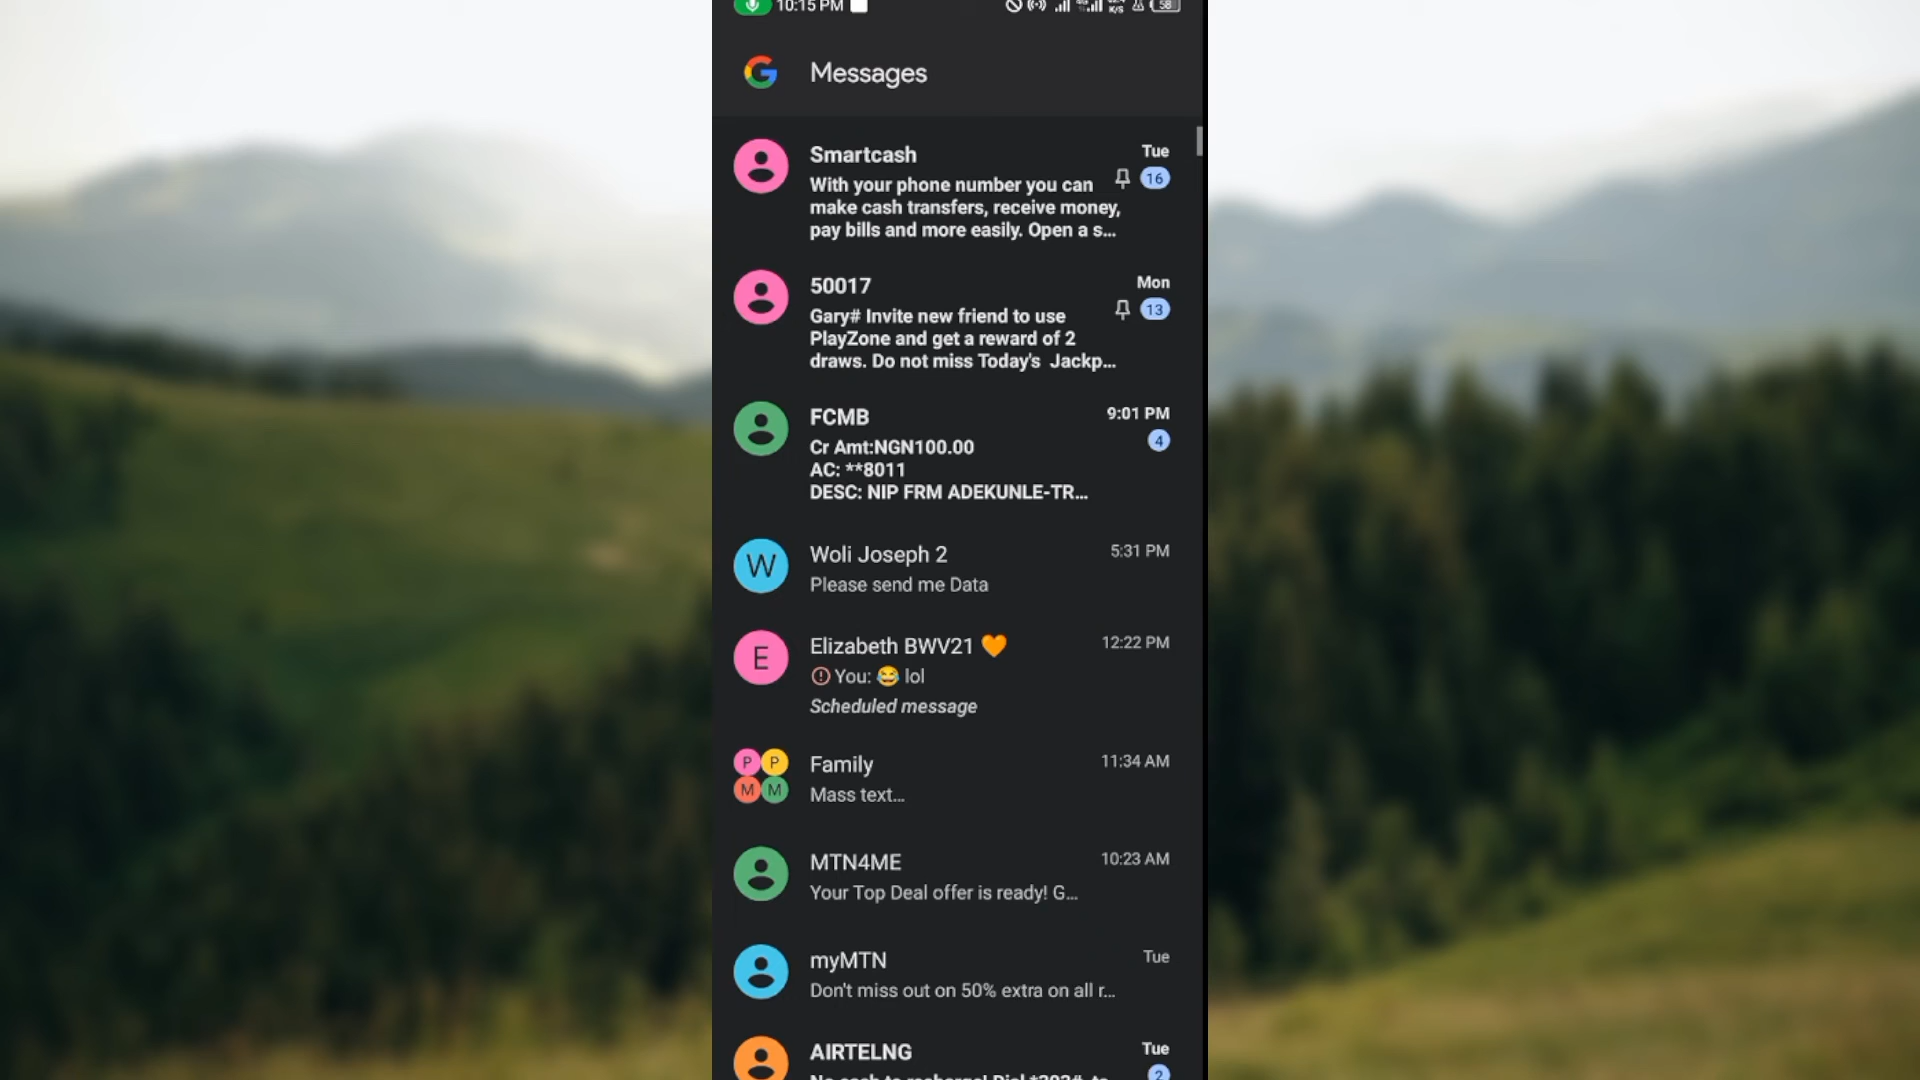 10:15 PM
58
Messages
Smartcash
Tue
With your phone number you can
16
make cash transfers, receive money,
pay bills and more easily. Open a s...
50017
Mon
Gary# Invite new friend to use
13
PlayZone and get a reward of 2
draws. Do not miss Today's Jackp...
FCMB
9:01 PM
Cr Amt:NGN100.00
4
AC: **8011
DESC: NIP FRM ADEKUNLE-TR...
W
Woli Joseph 2
5:31 PM
Please send me Data
E
Elizabeth BWV21 🧡
12:22 PM
You: 😂 lol
Scheduled message
P P
M M
Family
11:34 AM
Mass text...
MTN4ME
10:23 AM
Your Top Deal offer is ready! G...
myMTN
Tue
Don't miss out on 50% extra on all r...
AIRTELNG
Tue
2